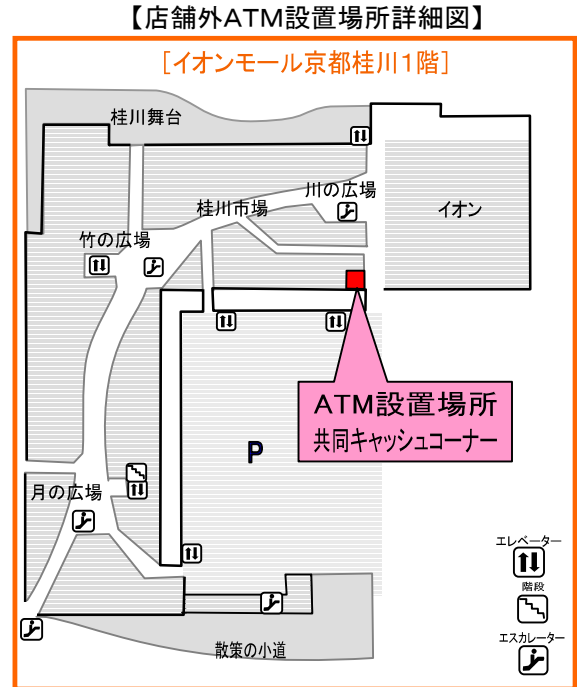 【店舗外ATM設置場所詳細図】
［イオンモール京都桂川１階］
桂川舞台
川の広場
桂川市場
イオン
竹の広場
ATM設置場所
共同キャッシュコーナー
P
月の広場
エレベーター
階段
エスカレーター
散策の小道